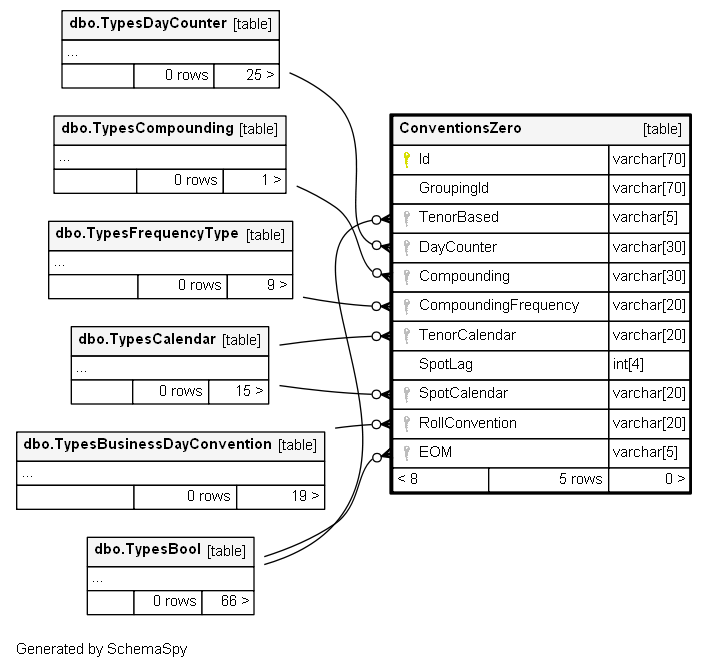 dbo.TypesDayCounter [table]
...
0 rows 25 >
dbo.TypesCompounding [table]
...
0 rows 1 >
dbo.TypesFrequencyType [table]
...
0 rows 9 >
dbo.TypesCalendar [table]
...
0 rows 15 >
dbo.TypesBusinessDayConvention [table]
...
0 rows 19 >
dbo.TypesBool [table]
...
0 rows 66 >
ConventionsZero [table]
Id varchar[70]
GroupingId varchar[70]
TenorBased varchar[5]
DayCounter varchar[30]
Compounding varchar[30]
CompoundingFrequency varchar[20]
TenorCalendar varchar[20]
SpotLag int[4]
SpotCalendar varchar[20]
RollConvention varchar[20]
EOM varchar[5]
< 8 5 rows 0 >
Generated by SchemaSpy